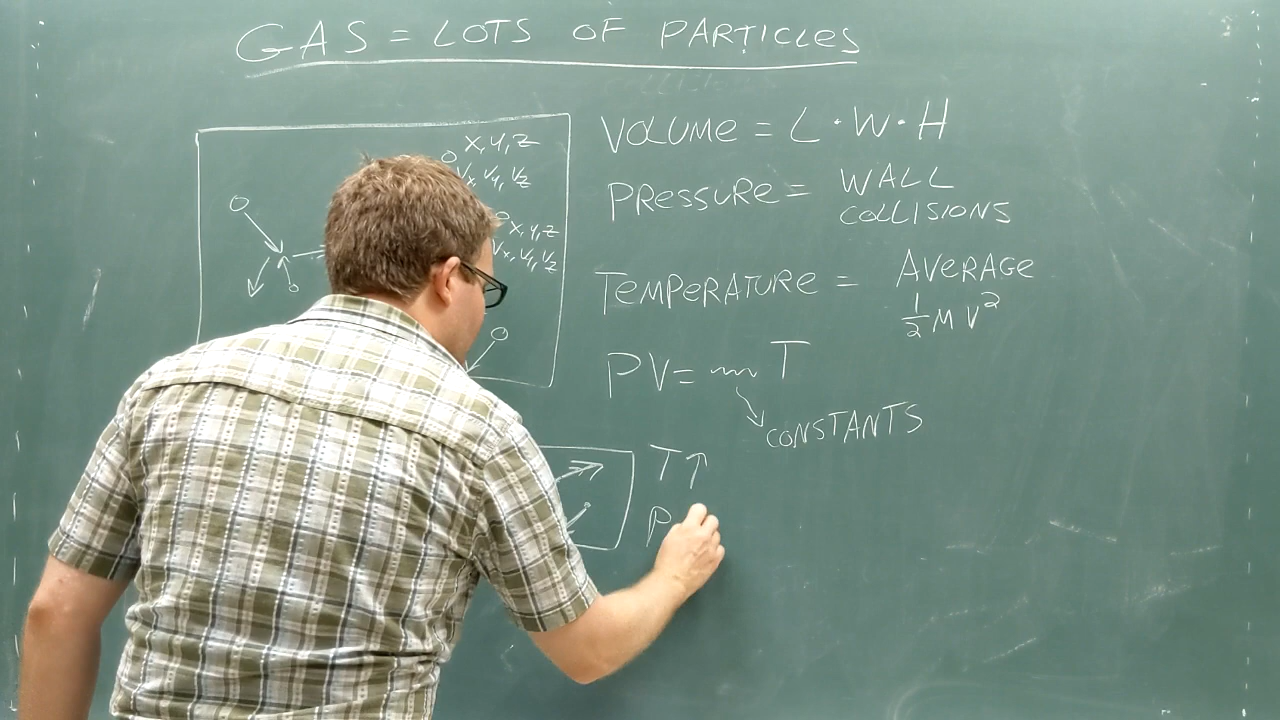 GAS = LOTS OF PARTICLES
X, Y, Z
Vx, Vy, Vz
X, Y, Z
Vx, Vy, Vz
VOLUME = L · W · H
PRESSURE = WALL
COLLISIONS
TEMPERATURE = AVERAGE
1/2 M V²
PV = T
CONSTANTS
T↑
P